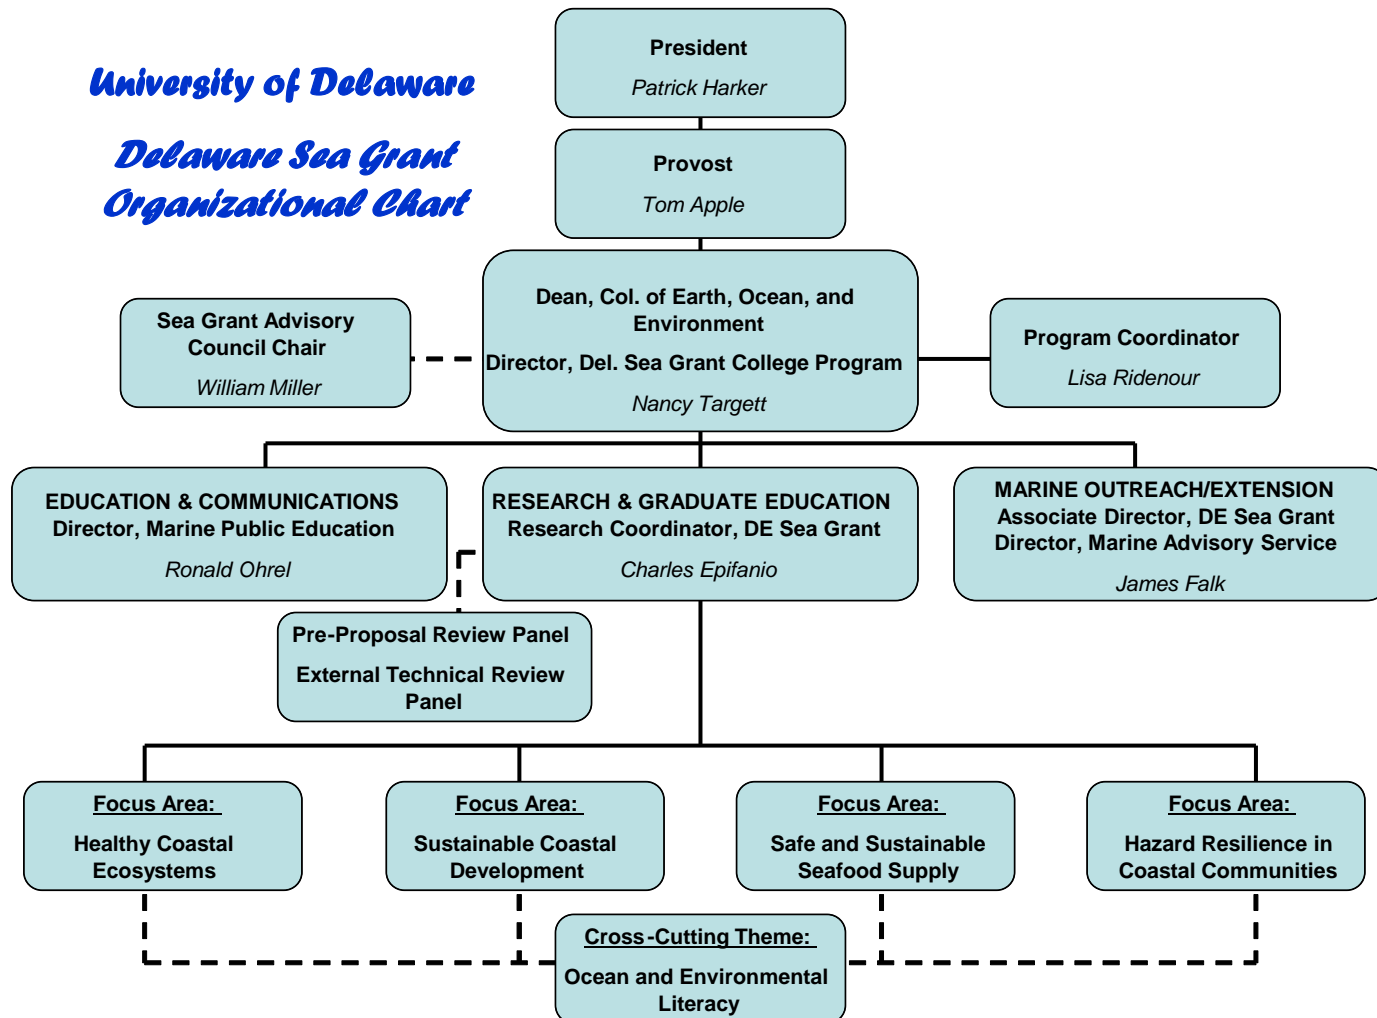 University of Delaware
Delaware Sea Grant
Organizational Chart
President
Patrick Harker
Provost
Tom Apple
Dean, Col. of Earth, Ocean, and
Environment
Director, Del. Sea Grant College Program
Nancy Targett
Sea Grant Advisory
Council Chair
William Miller
Program Coordinator
Lisa Ridenour
EDUCATION & COMMUNICATIONS
Director, Marine Public Education
Ronald Ohrel
RESEARCH & GRADUATE EDUCATION
Research Coordinator, DE Sea Grant
Charles Epifanio
MARINE OUTREACH/EXTENSION
Associate Director, DE Sea Grant
Director, Marine Advisory Service
James Falk
Pre-Proposal Review Panel
External Technical Review
Panel
Focus Area:
Healthy Coastal
Ecosystems
Focus Area:
Sustainable Coastal
Development
Focus Area:
Safe and Sustainable
Seafood Supply
Focus Area:
Hazard Resilience in
Coastal Communities
Cross-Cutting Theme:
Ocean and Environmental
Literacy